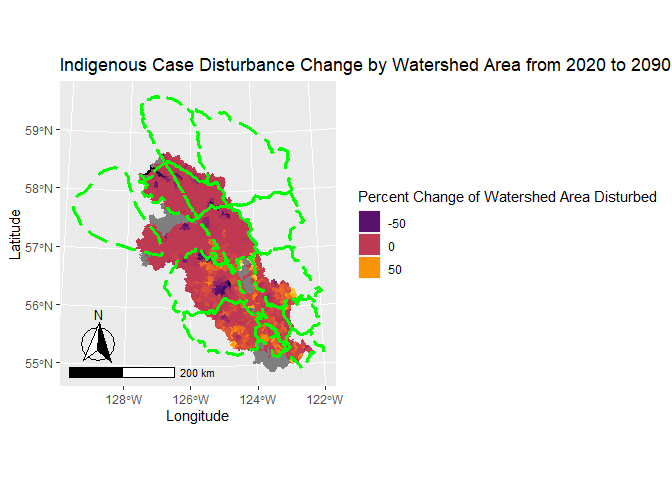 Indigenous Case Disturbance Change by Watershed Area from 2020 to 2090
59°N
58°N
57°N
56°N
55°N
Latitude
N
200 km
128°W
126°W
124°W
122°W
Longitude
Percent Change of Watershed Area Disturbed
-50
0
50